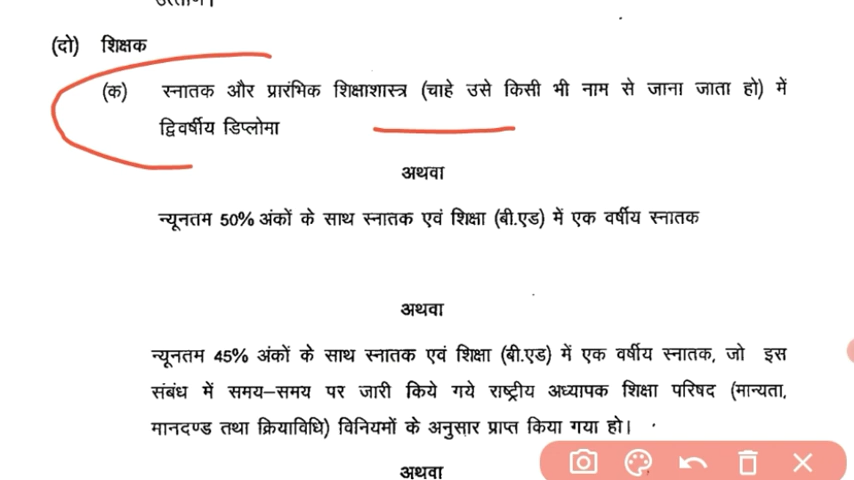 उत्तीर्ण।
(दो) शिक्षक
(क) स्नातक और प्रारंभिक शिक्षाशास्त्र (चाहे उसे किसी भी नाम से जाना जाता हो) में
द्विवर्षीय डिप्लोमा
अथवा
न्यूनतम 50% अंकों के साथ स्नातक एवं शिक्षा (बी.एड) में एक वर्षीय स्नातक
अथवा
न्यूनतम 45% अंकों के साथ स्नातक एवं शिक्षा (बी.एड) में एक वर्षीय स्नातक, जो इस
संबंध में समय–समय पर जारी किये गये राष्ट्रीय अध्यापक शिक्षा परिषद (मान्यता,
मानदण्ड तथा क्रियाविधि) विनियमों के अनुसार प्राप्त किया गया हो।
अथवा